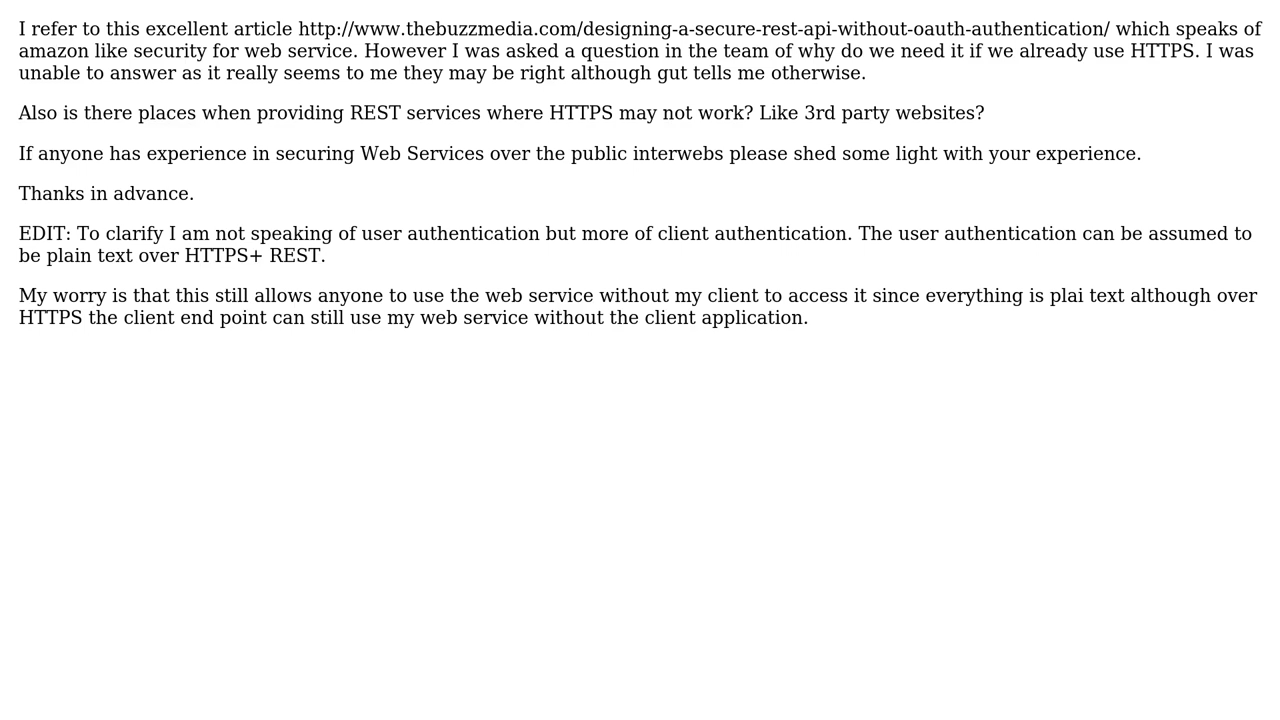 I refer to this excellent article http://www.thebuzzmedia.com/designing-a-secure-rest-api-without-oauth-authentication/ which speaks of
amazon like security for web service. However I was asked a question in the team of why do we need it if we already use HTTPS. I was
unable to answer as it really seems to me they may be right although gut tells me otherwise.
Also is there places when providing REST services where HTTPS may not work? Like 3rd party websites?
If anyone has experience in securing Web Services over the public interwebs please shed some light with your experience.
Thanks in advance.
EDIT: To clarify I am not speaking of user authentication but more of client authentication. The user authentication can be assumed to
be plain text over HTTPS+ REST.
My worry is that this still allows anyone to use the web service without my client to access it since everything is plai text although over
HTTPS the client end point can still use my web service without the client application.